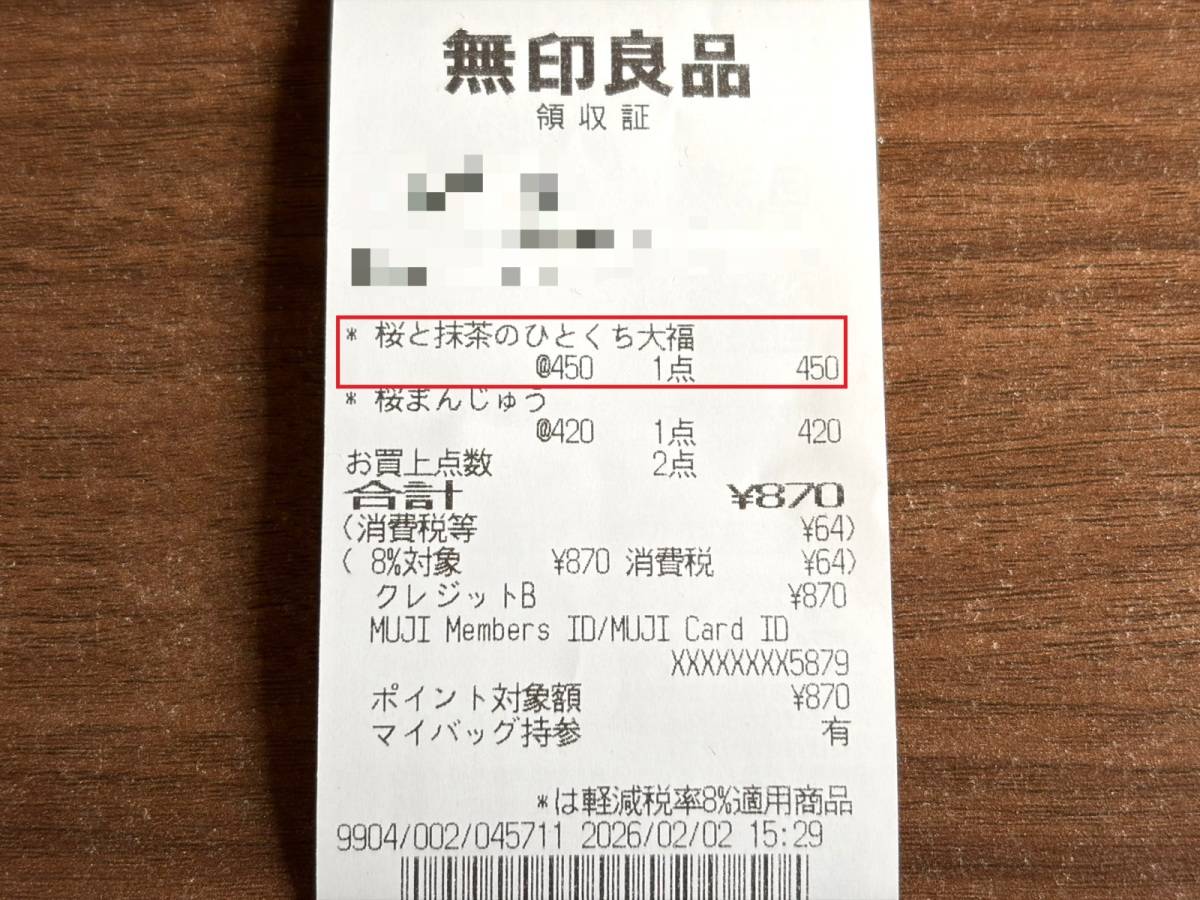 無印良品
領収証
* 桜と抹茶のひとくち大福
@450 1点 450
* 桜まんじゅう
@420 1点 420
お買上点数 2点
合計 ¥870
(消費税等 ¥64)
( 8%対象 ¥870 消費税 ¥64)
クレジットB ¥870
MUJI Members ID/MUJI Card ID
XXXXXXXX5879
ポイント対象額 ¥870
マイバッグ持参 有
*は軽減税率8%適用商品
9904/002/045711 2026/02/02 15:29